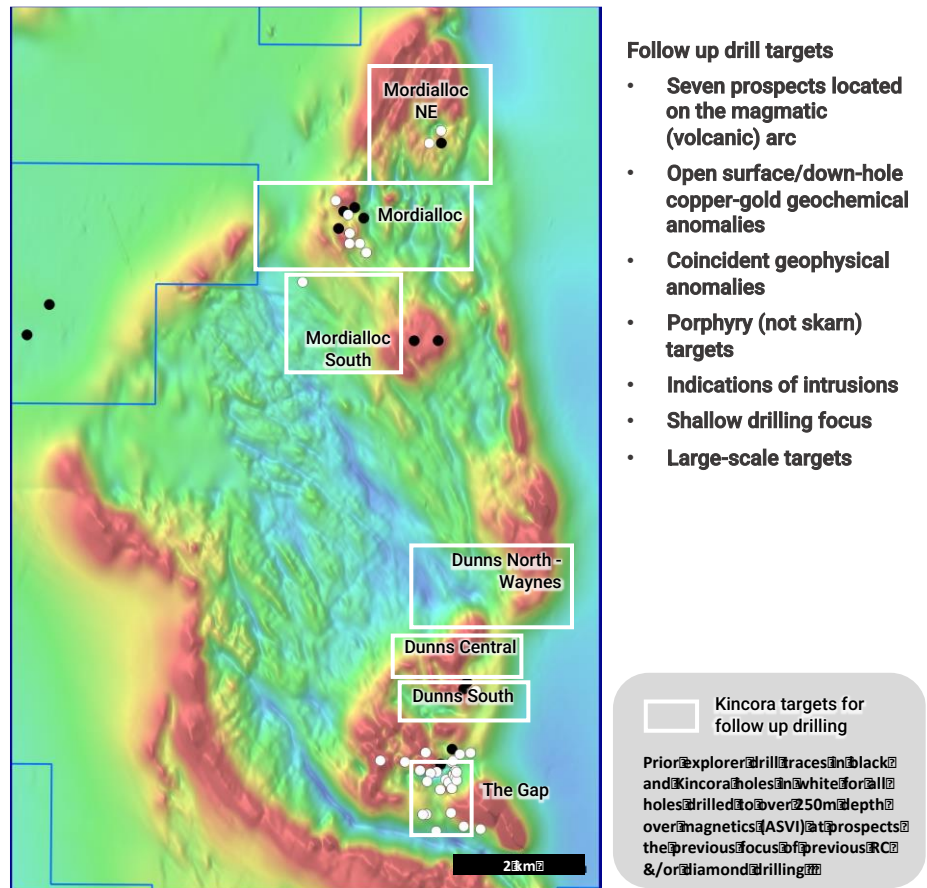 Mordialloc
NE
Mordialloc
Mordialloc
South
Dunns North -
Waynes
Dunns Central
Dunns South
The Gap
2 km
Follow up drill targets
• Seven prospects located
on the magmatic
(volcanic) arc
• Open surface/down-hole
copper-gold geochemical
anomalies
• Coincident geophysical
anomalies
• Porphyry (not skarn)
targets
• Indications of intrusions
• Shallow drilling focus
• Large-scale targets
Kincora targets for
follow up drilling
Prior explorer drill traces in black
and Kincora holes in white for all
holes drilled to over 250m depth
over magnetics (ASVI) at prospects
the previous focus of previous RC
&/or diamond drilling